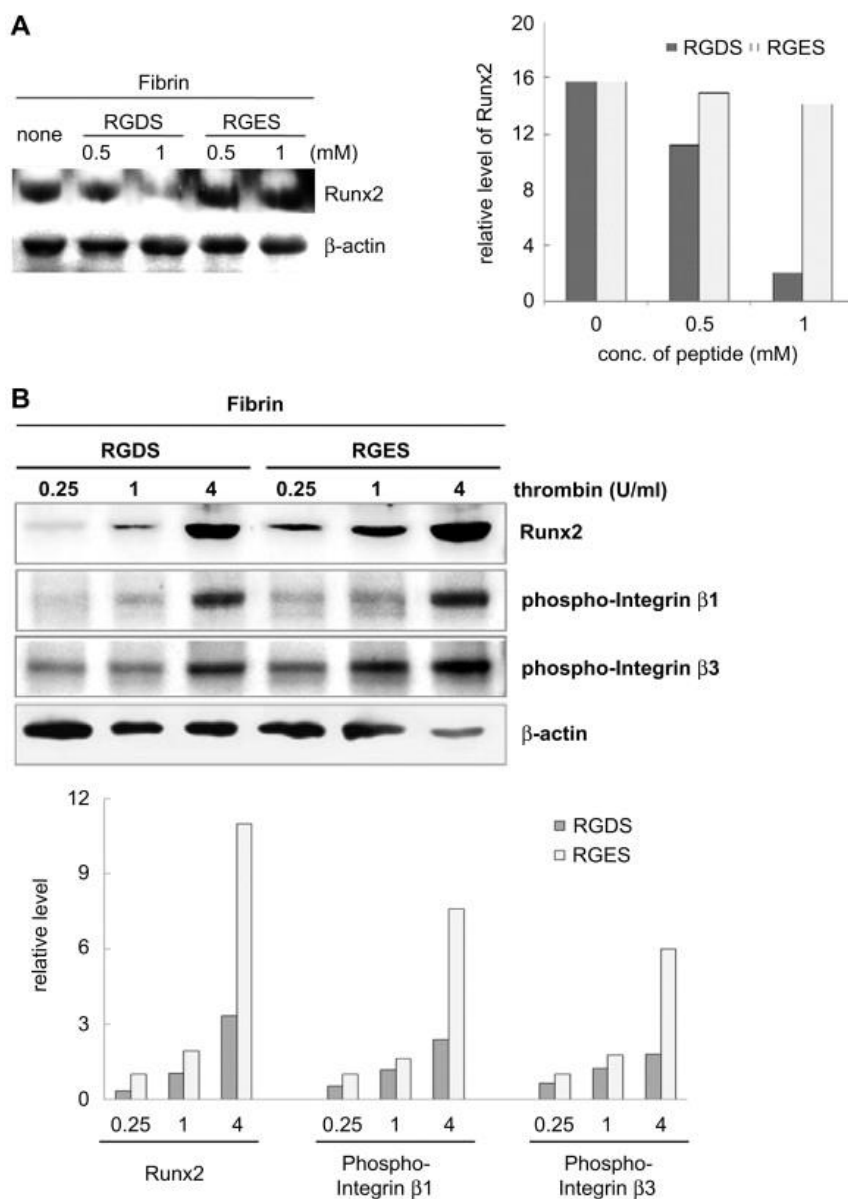 A
Fibrin
none RGDS RGES
0.5 1 0.5 1 (mM)
Runx2
β-actin
RGDS RGES
relative level of Runx2
16
12
8
4
0
0 0.5 1
conc. of peptide (mM)
B
Fibrin
RGDS RGES
0.25 1 4 0.25 1 4 thrombin (U/ml)
Runx2
phospho-Integrin β1
phospho-Integrin β3
β-actin
relative level
12
9
6
3
0
RGDS
RGES
0.25 1 4 0.25 1 4 0.25 1 4
Runx2 Phospho- Phospho-
Integrin β1 Integrin β3